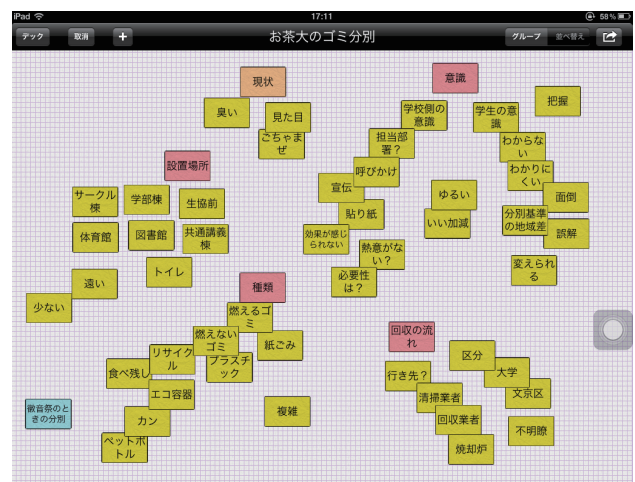 iPad
17:11
58%
デック
取消
+
お茶大のゴミ分別
グループ
並べ替え
現状
臭い
見た目
ごちゃま
ぜ
意識
学校側の
意識
学生の意
識
把握
担当部
署？
わからな
い
わかりに
くい
呼びかけ
宣伝
貼り紙
効果が感じ
られない
熱意がな
い？
必要性
は？
ゆるい
いい加減
面倒
分別基準
の地域差
誤解
変えられ
る
設置場所
サークル
棟
学部棟
生協前
体育館
図書館
共通講義
棟
トイレ
遠い
少ない
種類
燃えるゴ
ミ
燃えない
ゴミ
紙ごみ
プラスチ
ック
リサイク
ル
食べ残し
エコ容器
カン
ペットボ
トル
複雑
徽音祭のと
きの分別
回収の流
れ
区分
大学
文京区
行き先？
清掃業者
回収業者
焼却炉
不明瞭